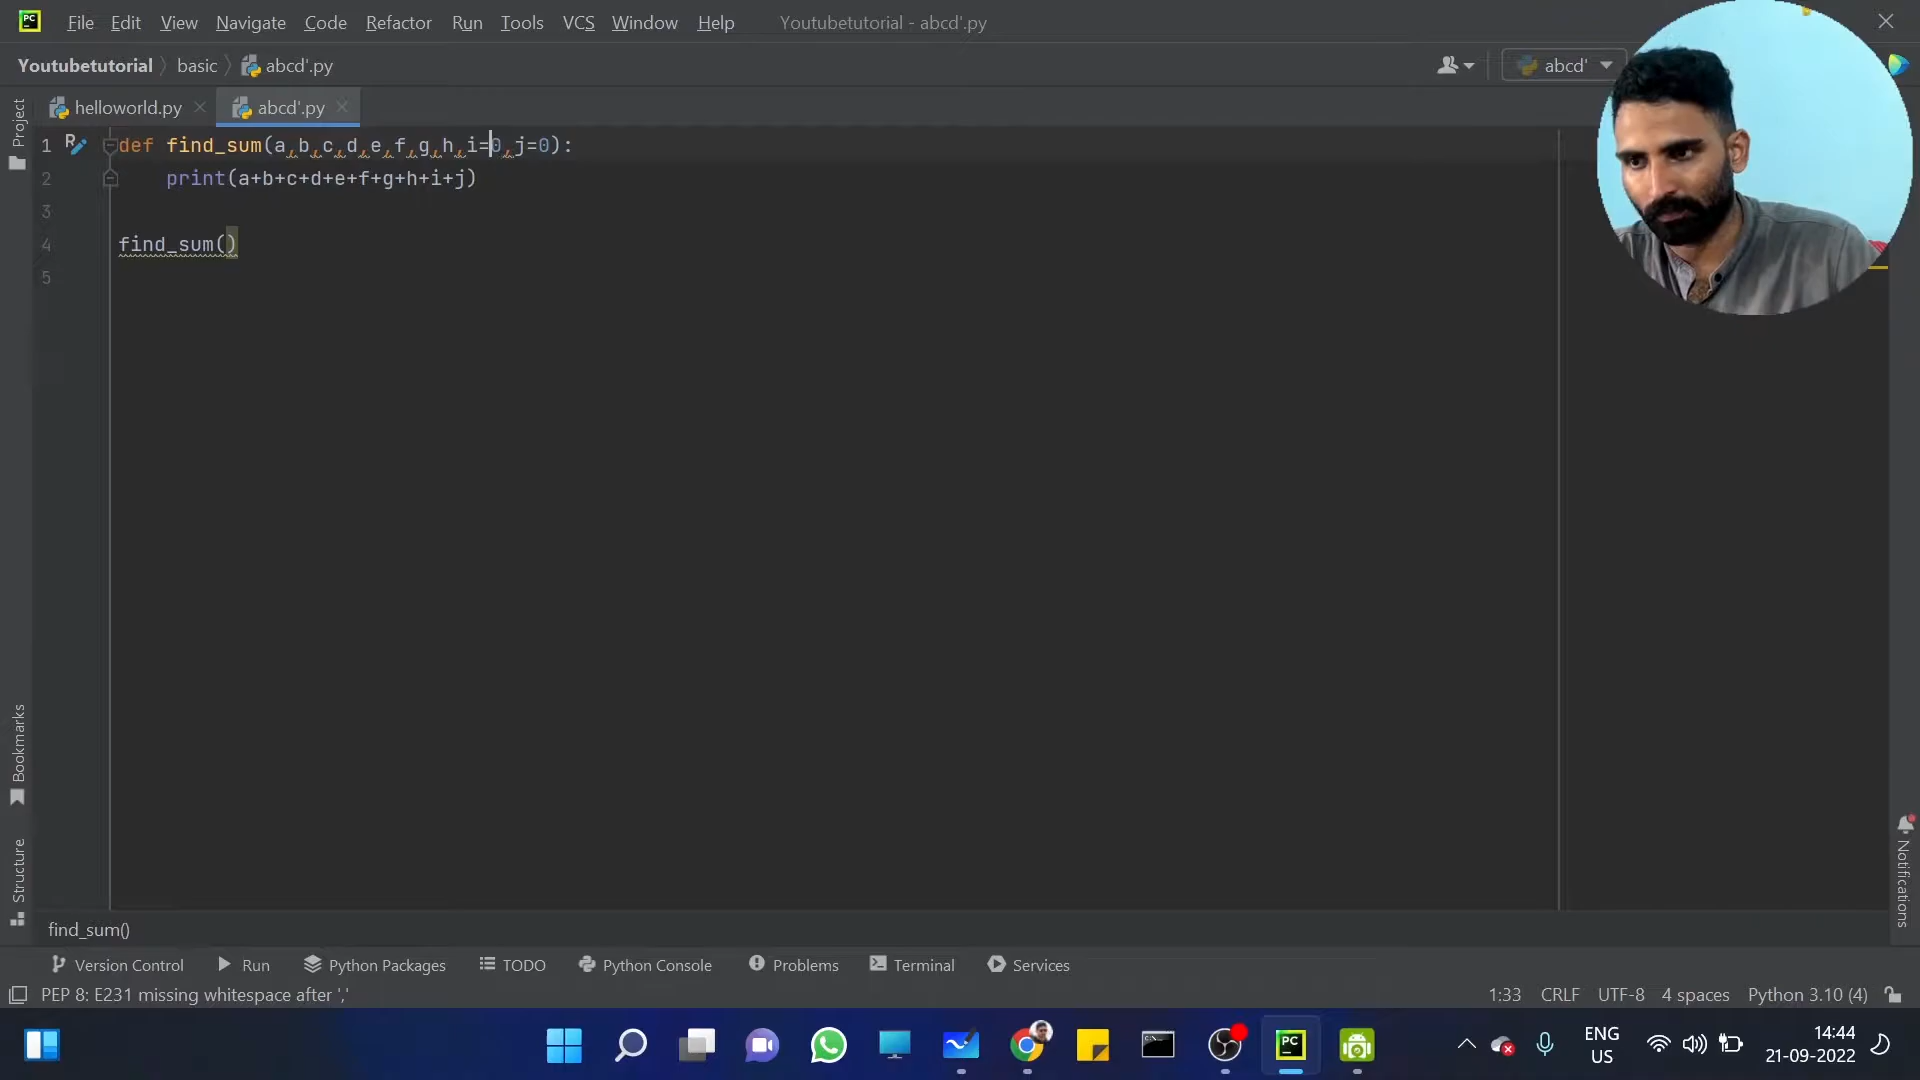 PC File Edit View Navigate Code Refactor Run Tools VCS Window Help Youtubetutorial - abcd'.py
Youtubetutorial basic abcd'.py abcd'
helloworld.py abcd'.py
Project
1 def find_sum(a,b,c,d,e,f,g,h,i=0,j=0):
2 print(a+b+c+d+e+f+g+h+i+j)
3
4 find_sum()
5
Bookmarks
Structure
Notifications
find_sum()
Version Control Run Python Packages TODO Python Console Problems Terminal Services
PEP 8: E231 missing whitespace after ',' 1:33 CRLF UTF-8 4 spaces Python 3.10 (4)
PC ENG 14:44
US 21-09-2022